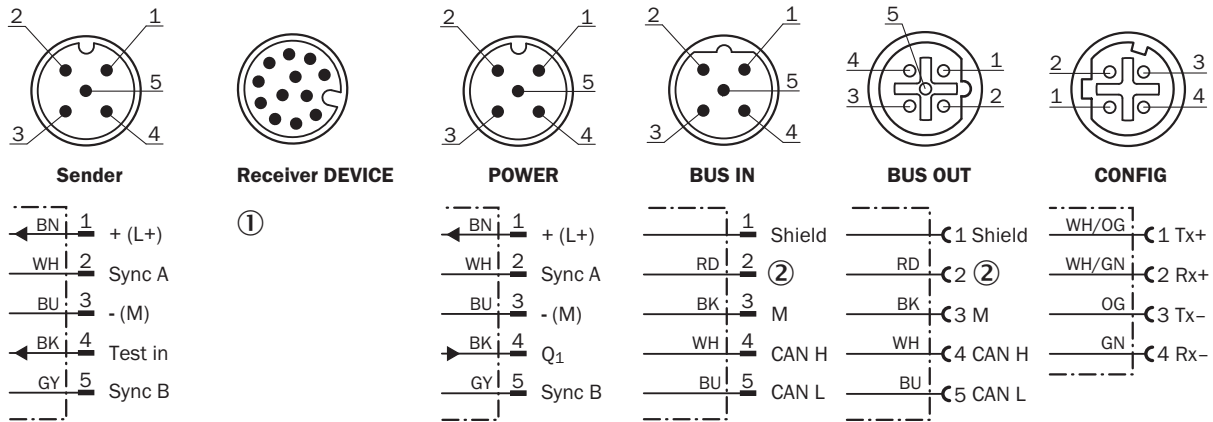 2 1 5 3 4
2 1 5 3 4
2 1 5 3 4
5 4 1 3 2
2 3 1 4
Sender Receiver DEVICE POWER BUS IN BUS OUT CONFIG
BN 1 + (L+)
WH 2 Sync A
BU 3 - (M)
BK 4 Test in
GY 5 Sync B
①
BN 1 + (L+)
WH 2 Sync A
BU 3 - (M)
BK 4 Q1
GY 5 Sync B
1 Shield
RD 2 ②
BK 3 M
WH 4 CAN H
BU 5 CAN L
1 Shield
RD 2 ②
BK 3 M
WH 4 CAN H
BU 5 CAN L
WH/OG 1 Tx+
WH/GN 2 Rx+
OG 3 Tx–
GN 4 Rx–